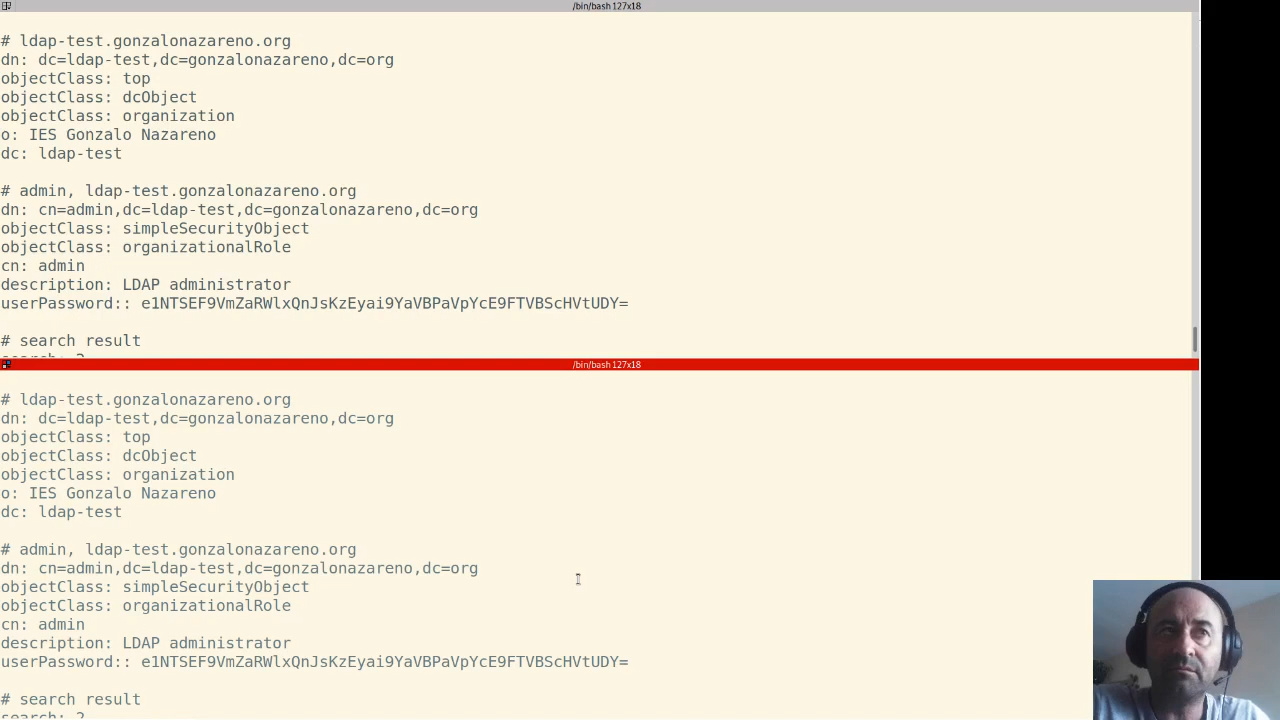 /bin/bash 127x18
# ldap-test.gonzalonazareno.org
dn: dc=ldap-test,dc=gonzalonazareno,dc=org
objectClass: top
objectClass: dcObject
objectClass: organization
o: IES Gonzalo Nazareno
dc: ldap-test
# admin, ldap-test.gonzalonazareno.org
dn: cn=admin,dc=ldap-test,dc=gonzalonazareno,dc=org
objectClass: simpleSecurityObject
objectClass: organizationalRole
cn: admin
description: LDAP administrator
userPassword:: e1NTSEF9VmZaRWlxQnJsKzEyai9YaVBPaVpYcE9FTVBScHVtUDY=
# search result
search: 2
/bin/bash 127x18
# ldap-test.gonzalonazareno.org
dn: dc=ldap-test,dc=gonzalonazareno,dc=org
objectClass: top
objectClass: dcObject
objectClass: organization
o: IES Gonzalo Nazareno
dc: ldap-test
# admin, ldap-test.gonzalonazareno.org
dn: cn=admin,dc=ldap-test,dc=gonzalonazareno,dc=org
objectClass: simpleSecurityObject
objectClass: organizationalRole
cn: admin
description: LDAP administrator
userPassword:: e1NTSEF9VmZaRWlxQnJsKzEyai9YaVBPaVpYcE9FTVBScHVtUDY=
# search result
search: 2